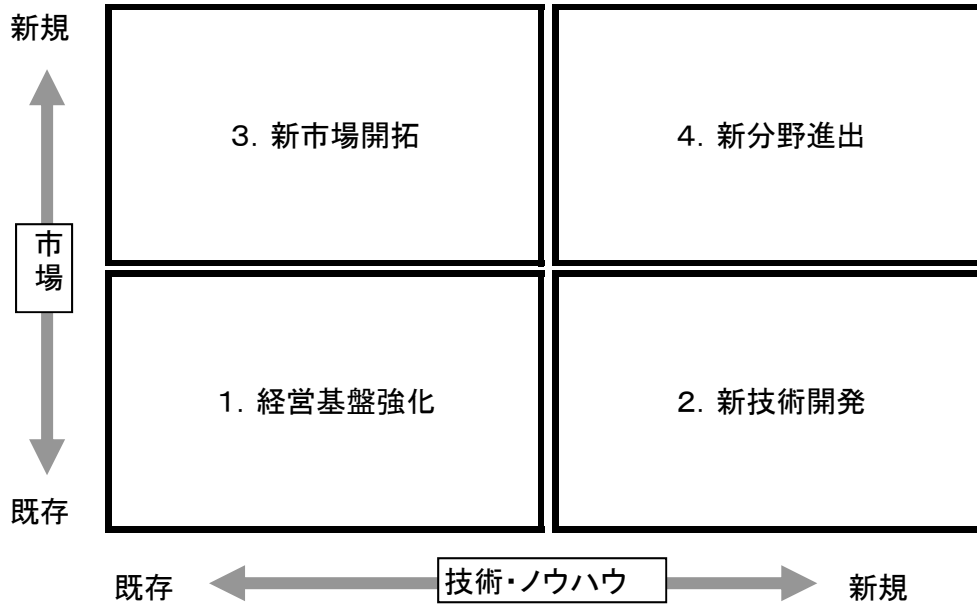 新規
3. 新市場開拓
4. 新分野進出
市
場
1. 経営基盤強化
2. 新技術開発
既存
既存
技術・ノウハウ
新規